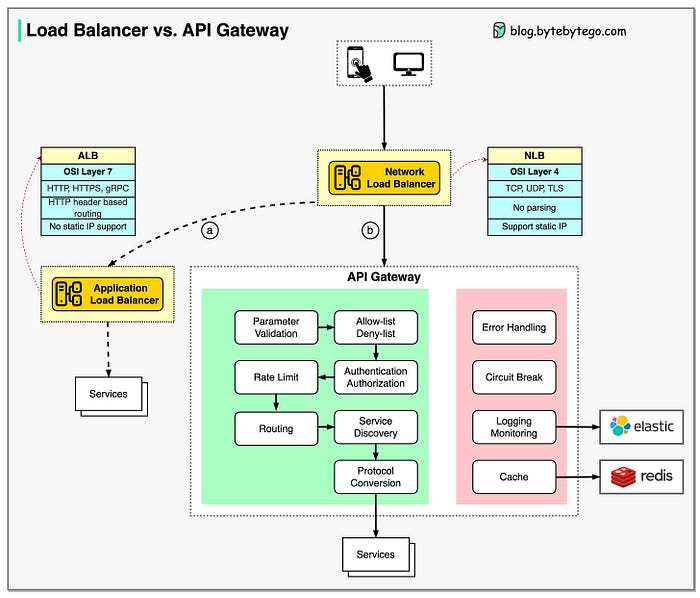 Load Balancer vs. API Gateway
blog.bytebytego.com
ALB
OSI Layer 7
HTTP, HTTPS, gRPC
HTTP header based
routing
No static IP support
Network
Load Balancer
NLB
OSI Layer 4
TCP, UDP, TLS
No parsing
Support static IP
a
b
Application
Load Balancer
Services
API Gateway
Parameter
Validation
Allow-list
Deny-list
Rate Limit
Authentication
Authorization
Routing
Service
Discovery
Protocol
Conversion
Error Handling
Circuit Break
Logging
Monitoring
Cache
elastic
redis
Services